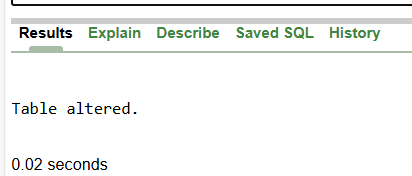 Results Explain Describe Saved SQL History
Table altered.
0.02 seconds